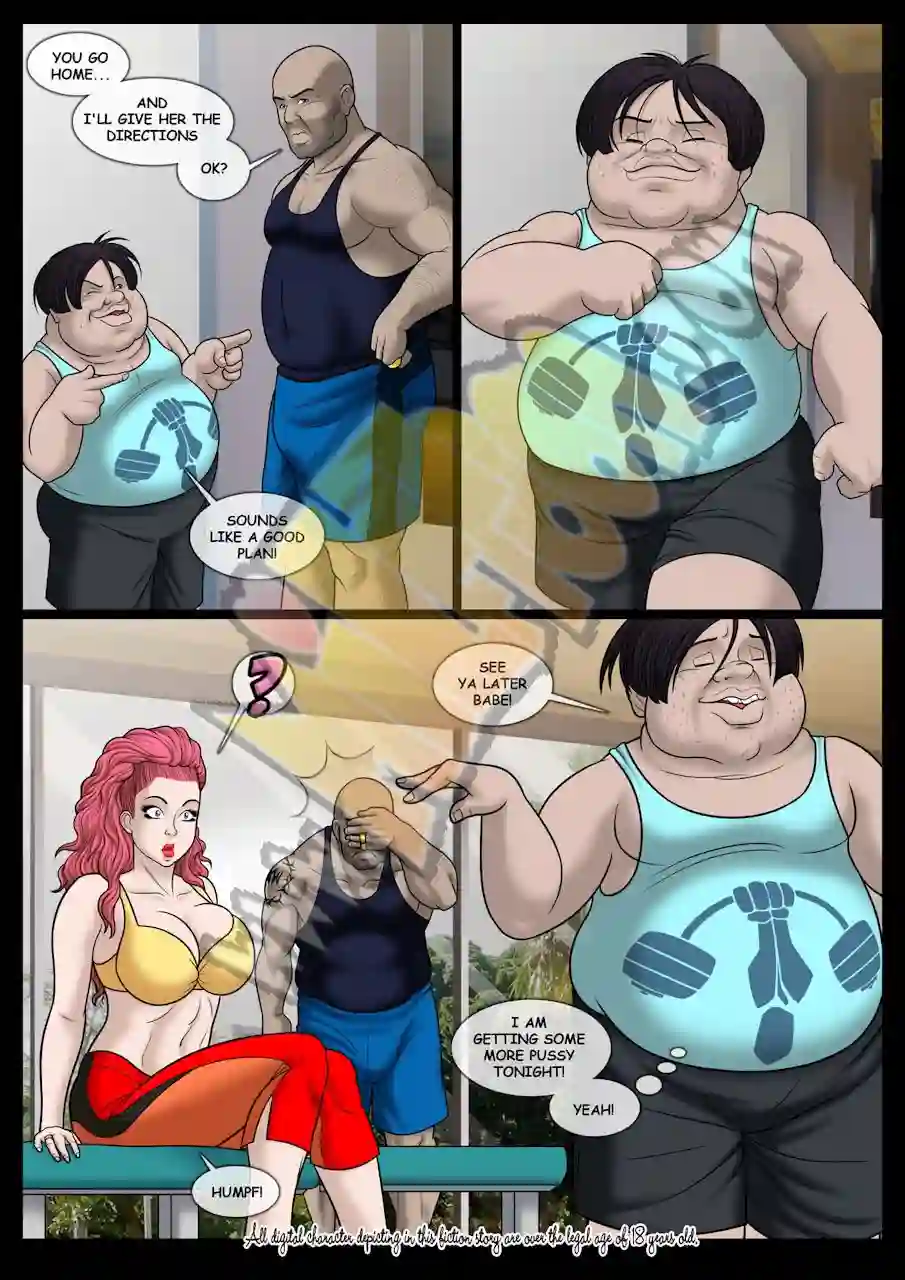 YOU GO
HOME...
AND
I'LL GIVE HER THE
DIRECTIONS
OK?
SOUNDS
LIKE A GOOD
PLAN!
?
SEE
YA LATER
BABE!
I AM
GETTING SOME
MORE PUSSY
TONIGHT!
YEAH!
HUMPF!
All digital character depicting in this fiction story are over the legal age of 18 years old.